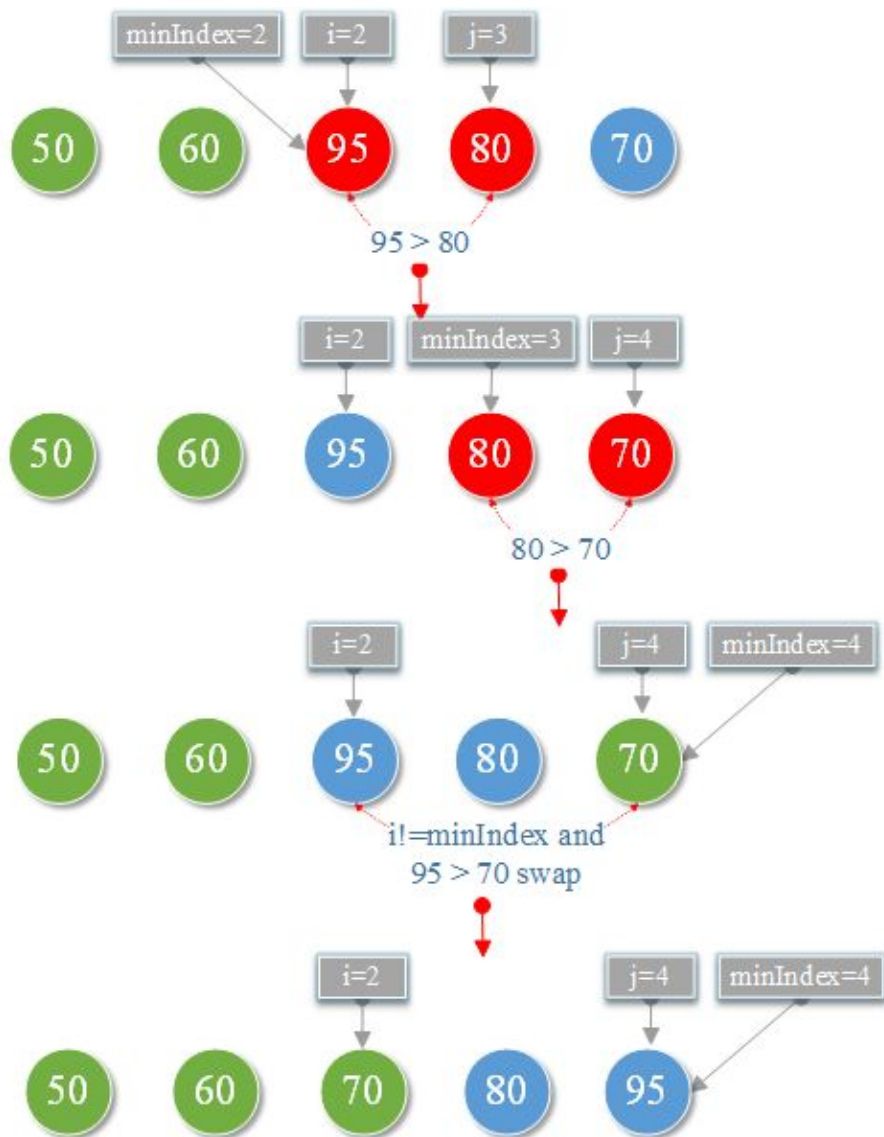 minIndex=2 i=2 j=3
50 60 95 80 70
95 > 80
i=2 minIndex=3 j=4
50 60 95 80 70
80 > 70
i=2 j=4 minIndex=4
50 60 95 80 70
i!=minIndex and
95 > 70 swap
i=2 j=4 minIndex=4
50 60 70 80 95